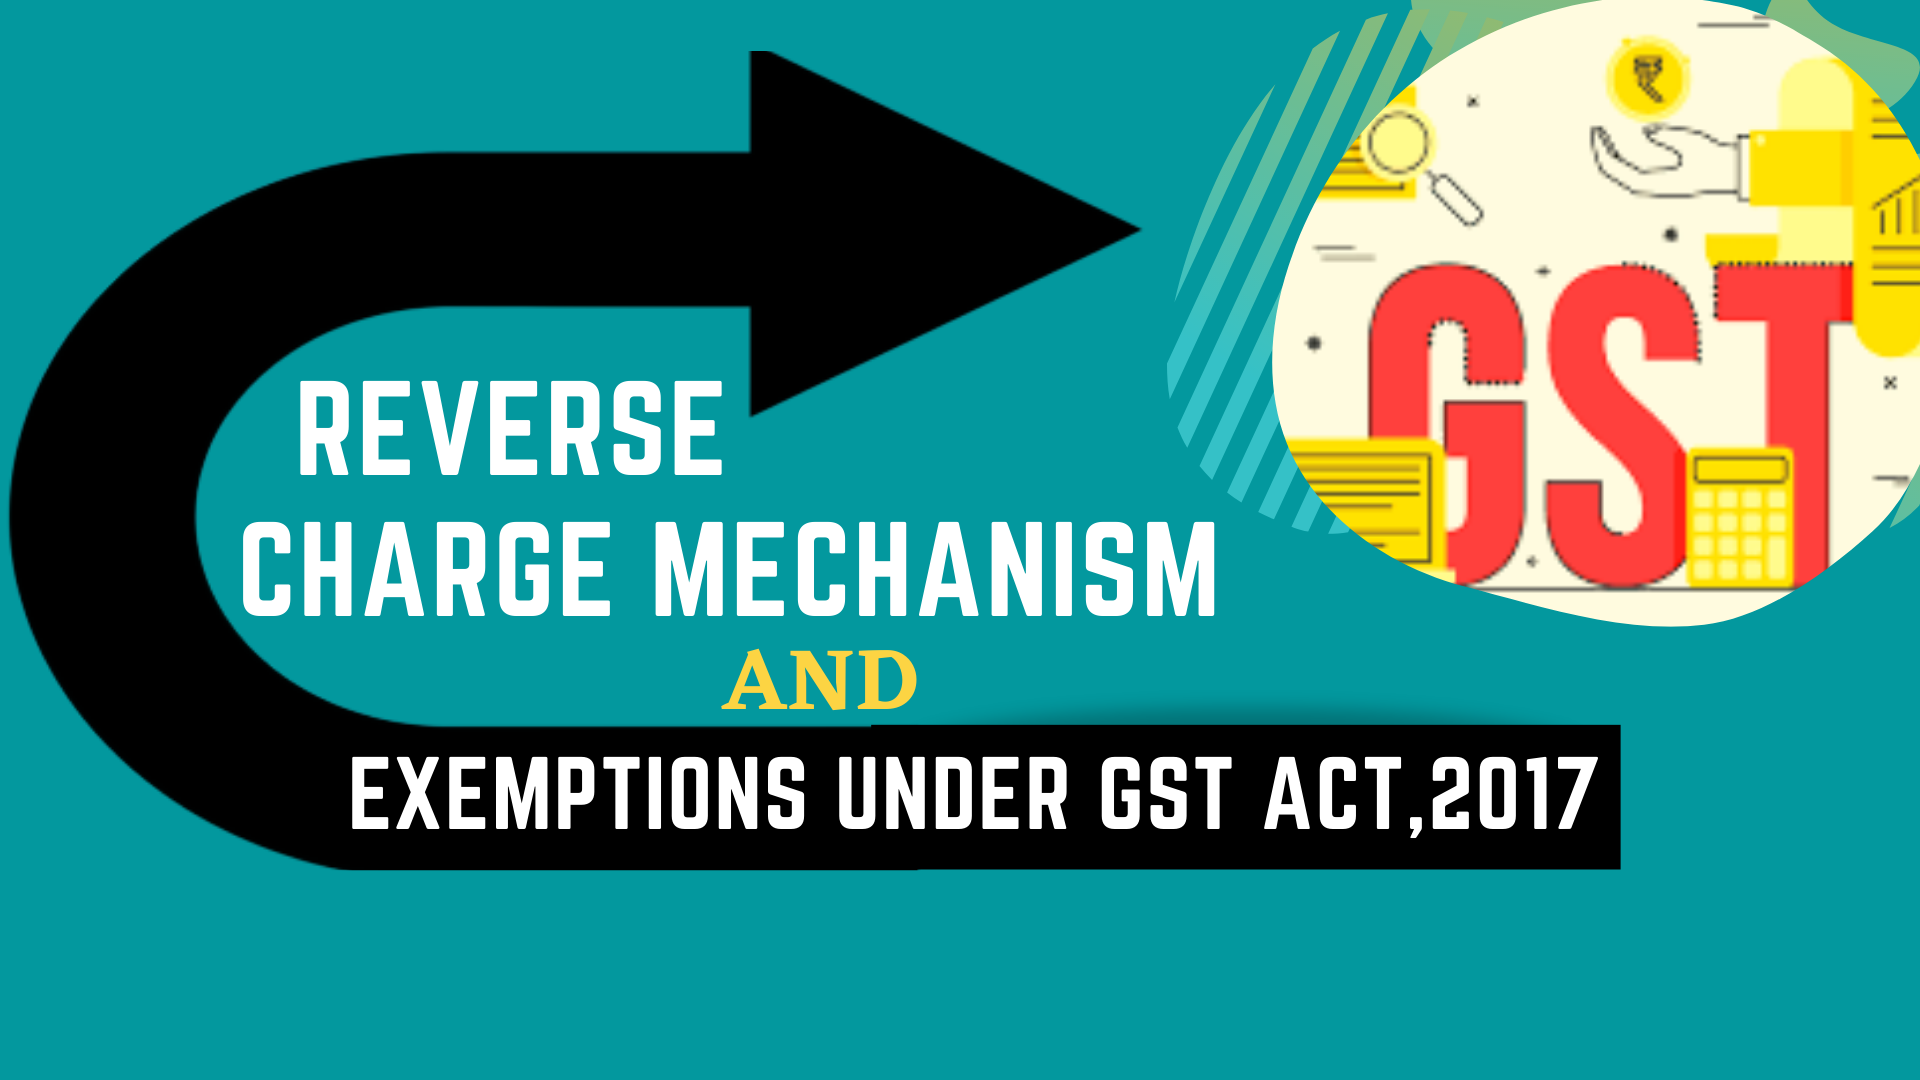 REVERSE
CHARGE MECHANISM
AND
EXEMPTIONS UNDER GST ACT,2017
₹
GST